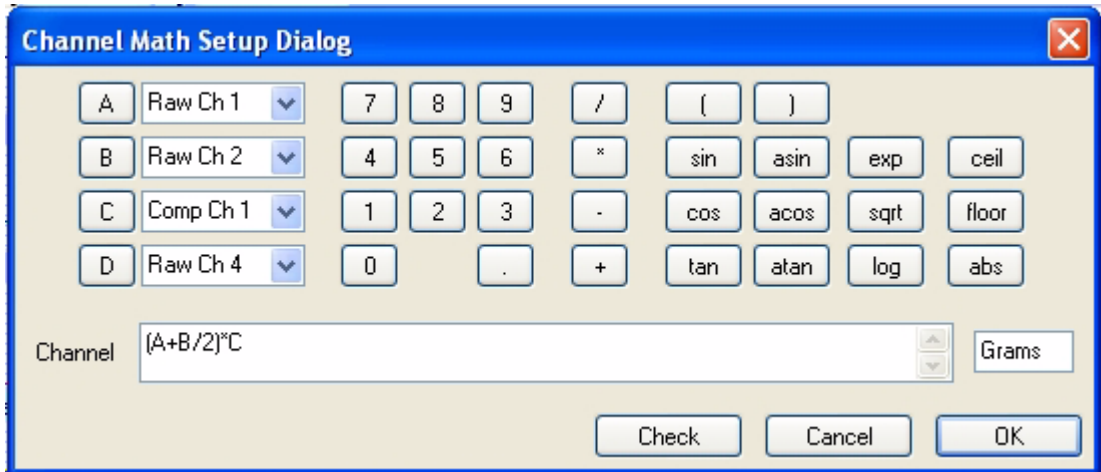 Channel Math Setup Dialog
A Raw Ch 1 7 8 9 / ( )
B Raw Ch 2 4 5 6 * sin asin exp ceil
C Comp Ch 1 1 2 3 - cos acos sqrt floor
D Raw Ch 4 0 . + tan atan log abs
Channel (A+B/2)*C Grams
Check Cancel OK